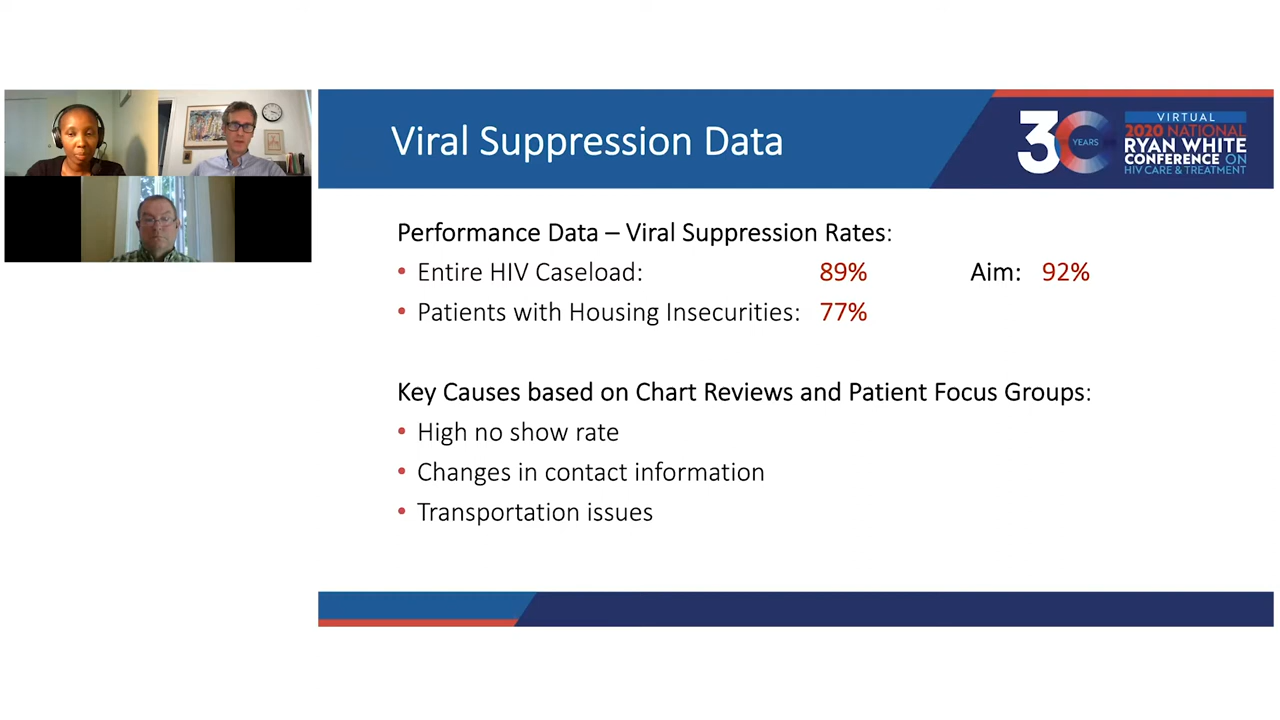 Viral Suppression Data
30
YEARS
VIRTUAL
2020 NATIONAL
RYAN WHITE
CONFERENCE ON
HIV CARE & TREATMENT
Performance Data – Viral Suppression Rates:
• Entire HIV Caseload: 89% Aim: 92%
• Patients with Housing Insecurities: 77%
Key Causes based on Chart Reviews and Patient Focus Groups:
• High no show rate
• Changes in contact information
• Transportation issues